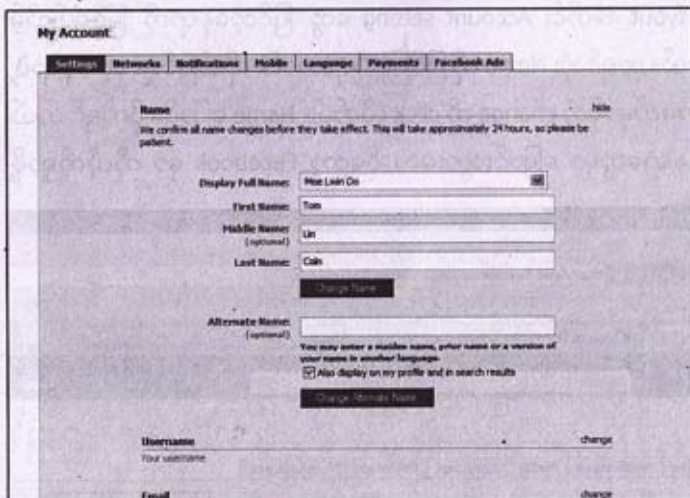 My Account
Settings Networks Notifications Mobile Language Payments Facebook Ads
Name hide
We confirm all name changes before they take effect. This will take approximately 24 hours, so please be
patient.
Display Full Name: Moe Lwin Oo
First Name: Tom
Middle Name: Lin
(optional)
Last Name: Coin
Change Name
Alternate Name:
(optional)
You may enter a maiden name, prior name or a version of
your name in another language.
Also display on my profile and in search results
Change Alternate Name
Username change
Your username
Email change